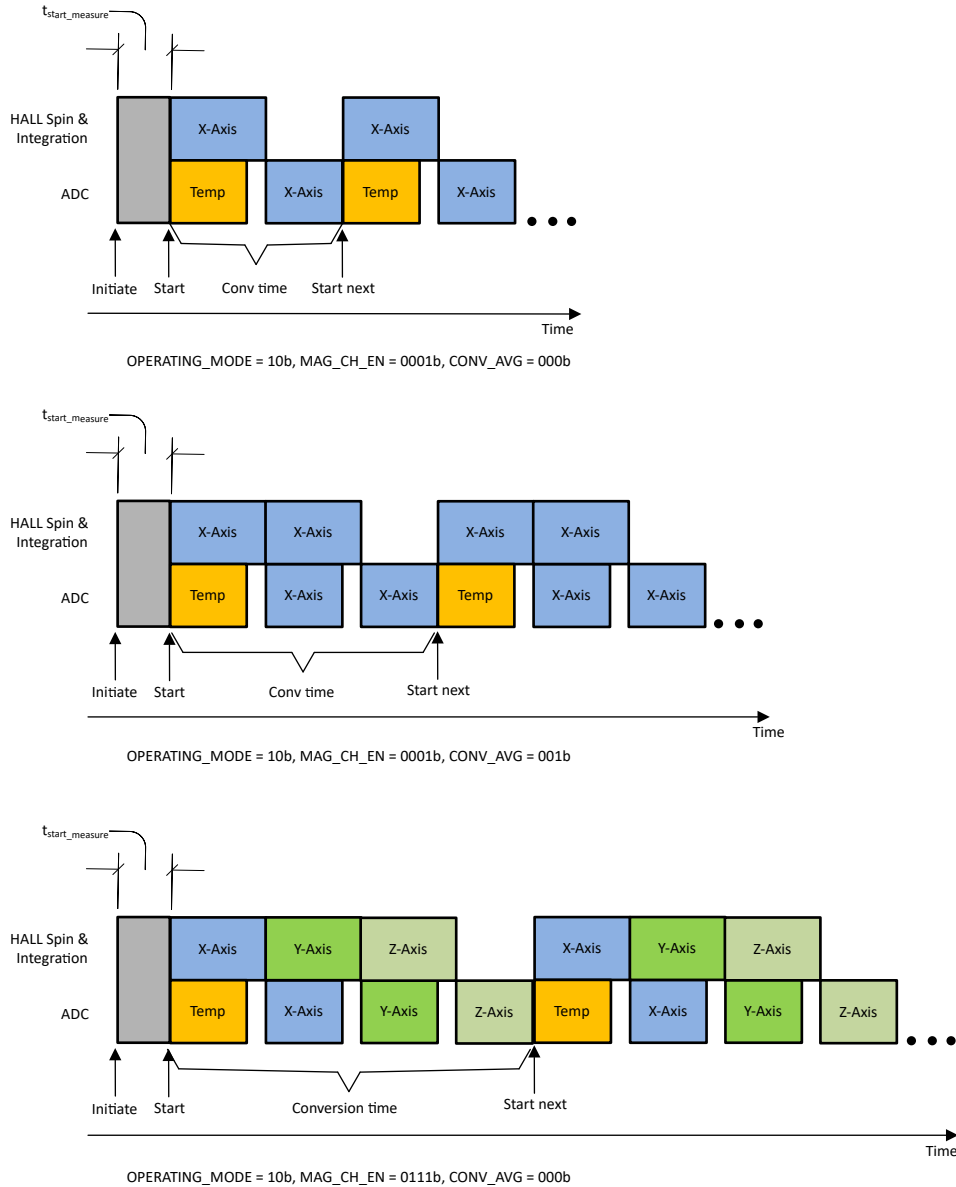 tstart_measure
HALL Spin &
Integration
X-Axis X-Axis
ADC
Temp X-Axis Temp X-Axis
Initiate Start Conv time Start next
Time
OPERATING_MODE = 10b, MAG_CH_EN = 0001b, CONV_AVG = 000b
tstart_measure
HALL Spin &
Integration
X-Axis X-Axis X-Axis X-Axis
ADC
Temp X-Axis X-Axis Temp X-Axis X-Axis
Initiate Start Conv time Start next
Time
OPERATING_MODE = 10b, MAG_CH_EN = 0001b, CONV_AVG = 001b
tstart_measure
HALL Spin &
Integration
X-Axis Y-Axis Z-Axis X-Axis Y-Axis Z-Axis
ADC
Temp X-Axis Y-Axis Z-Axis Temp X-Axis Y-Axis Z-Axis
Initiate Start Conversion time Start next
Time
OPERATING_MODE = 10b, MAG_CH_EN = 0111b, CONV_AVG = 000b